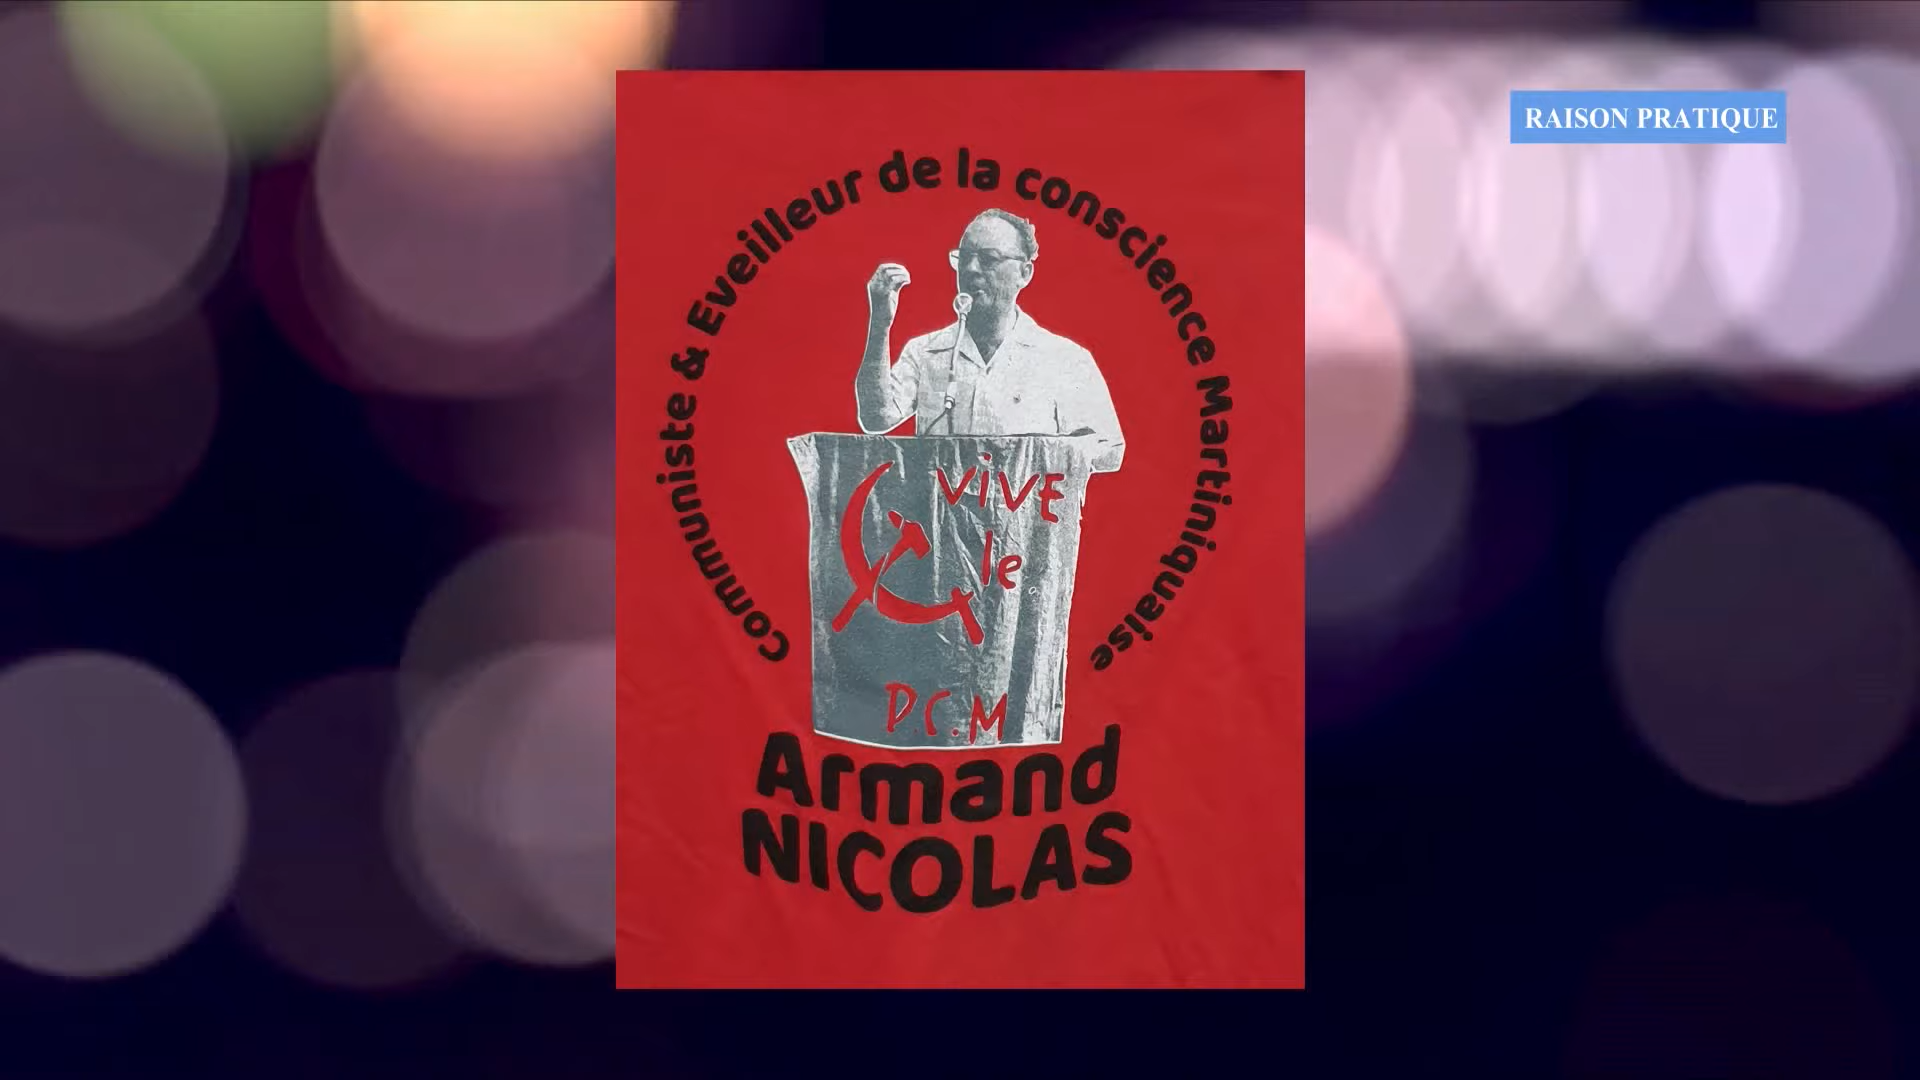 RAISON PRATIQUE
Communiste & Eveilleur de la conscience Martiniquaise
VIVE
le
P.C.M
Armand
NICOLAS